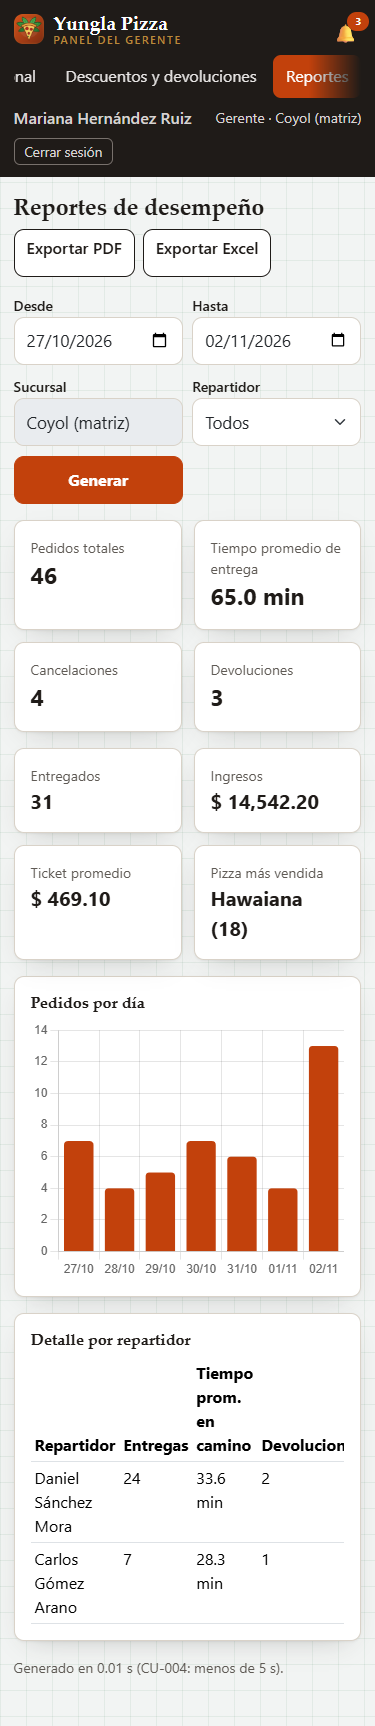 Yungla Pizza
PANEL DEL GERENTE
3
nal Descuentos y devoluciones Reportes
Mariana Hernández Ruiz Gerente · Coyol (matriz)
Cerrar sesión
Reportes de desempeño
Exportar PDF Exportar Excel
Desde Hasta
27/10/2026 02/11/2026
Sucursal Repartidor
Coyol (matriz) Todos
Generar
Pedidos totales
46
Tiempo promedio de
entrega
65.0 min
Cancelaciones
4
Devoluciones
3
Entregados
31
Ingresos
$ 14,542.20
Ticket promedio
$ 469.10
Pizza más vendida
Hawaiana
(18)
Pedidos por día
14
12
10
8
6
4
2
0
27/10 28/10 29/10 30/10 31/10 01/11 02/11
Detalle por repartidor
Tiempo
prom.
en
Repartidor Entregas camino Devolucion
Daniel 24 33.6 2
Sánchez min
Mora
Carlos 7 28.3 1
Gómez min
Arano
Generado en 0.01 s (CU-004: menos de 5 s).